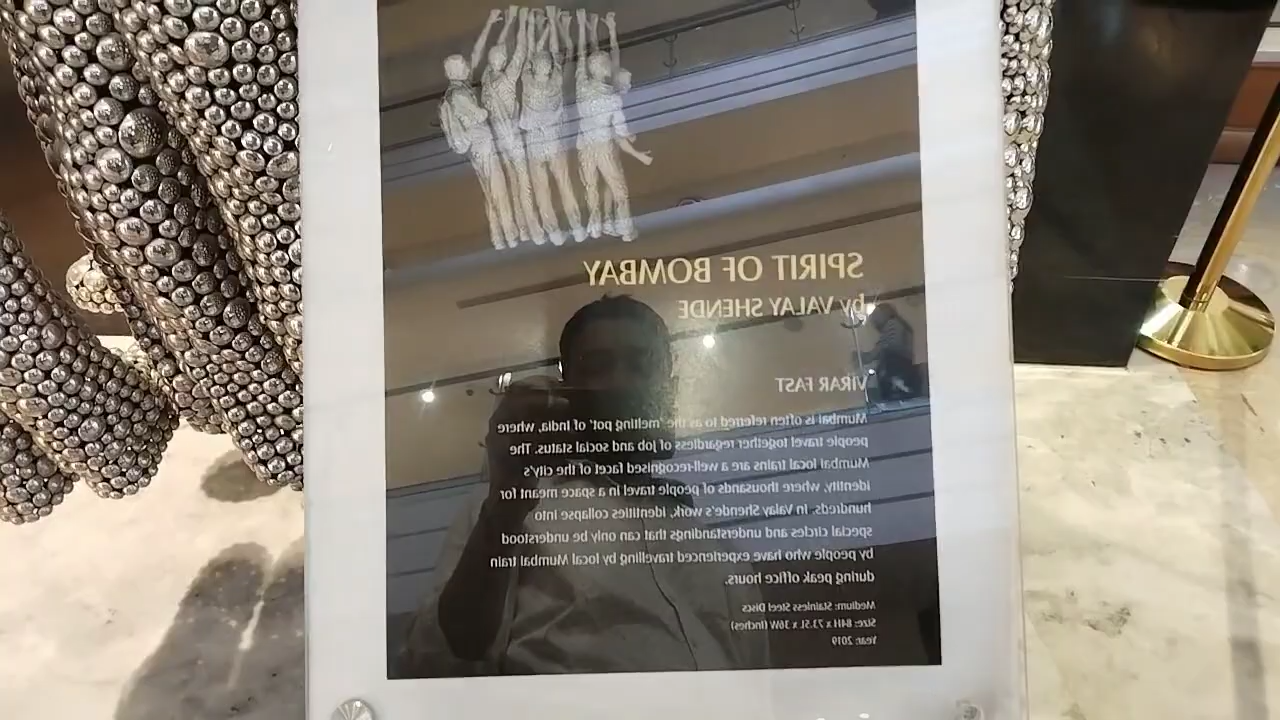 SPIRIT OF BOMBAY
by VALAY SHENDE
VIRAR FAST
Mumbai is often referred to as the 'melting pot' of India, where
people travel together regardless of job and social status. The
Mumbai local trains are a well-recognised facet of the city's
identity, where thousands of people travel in a space meant for
hundreds. In Valay Shende's work, identities collapse into
special circles and understandings that can only be understood
by people who have experienced travelling by local Mumbai train
during peak office hours.
Medium: Stainless Steel Discs
Size: 84H x 73.5L x 36W (Inches)
Year: 2019